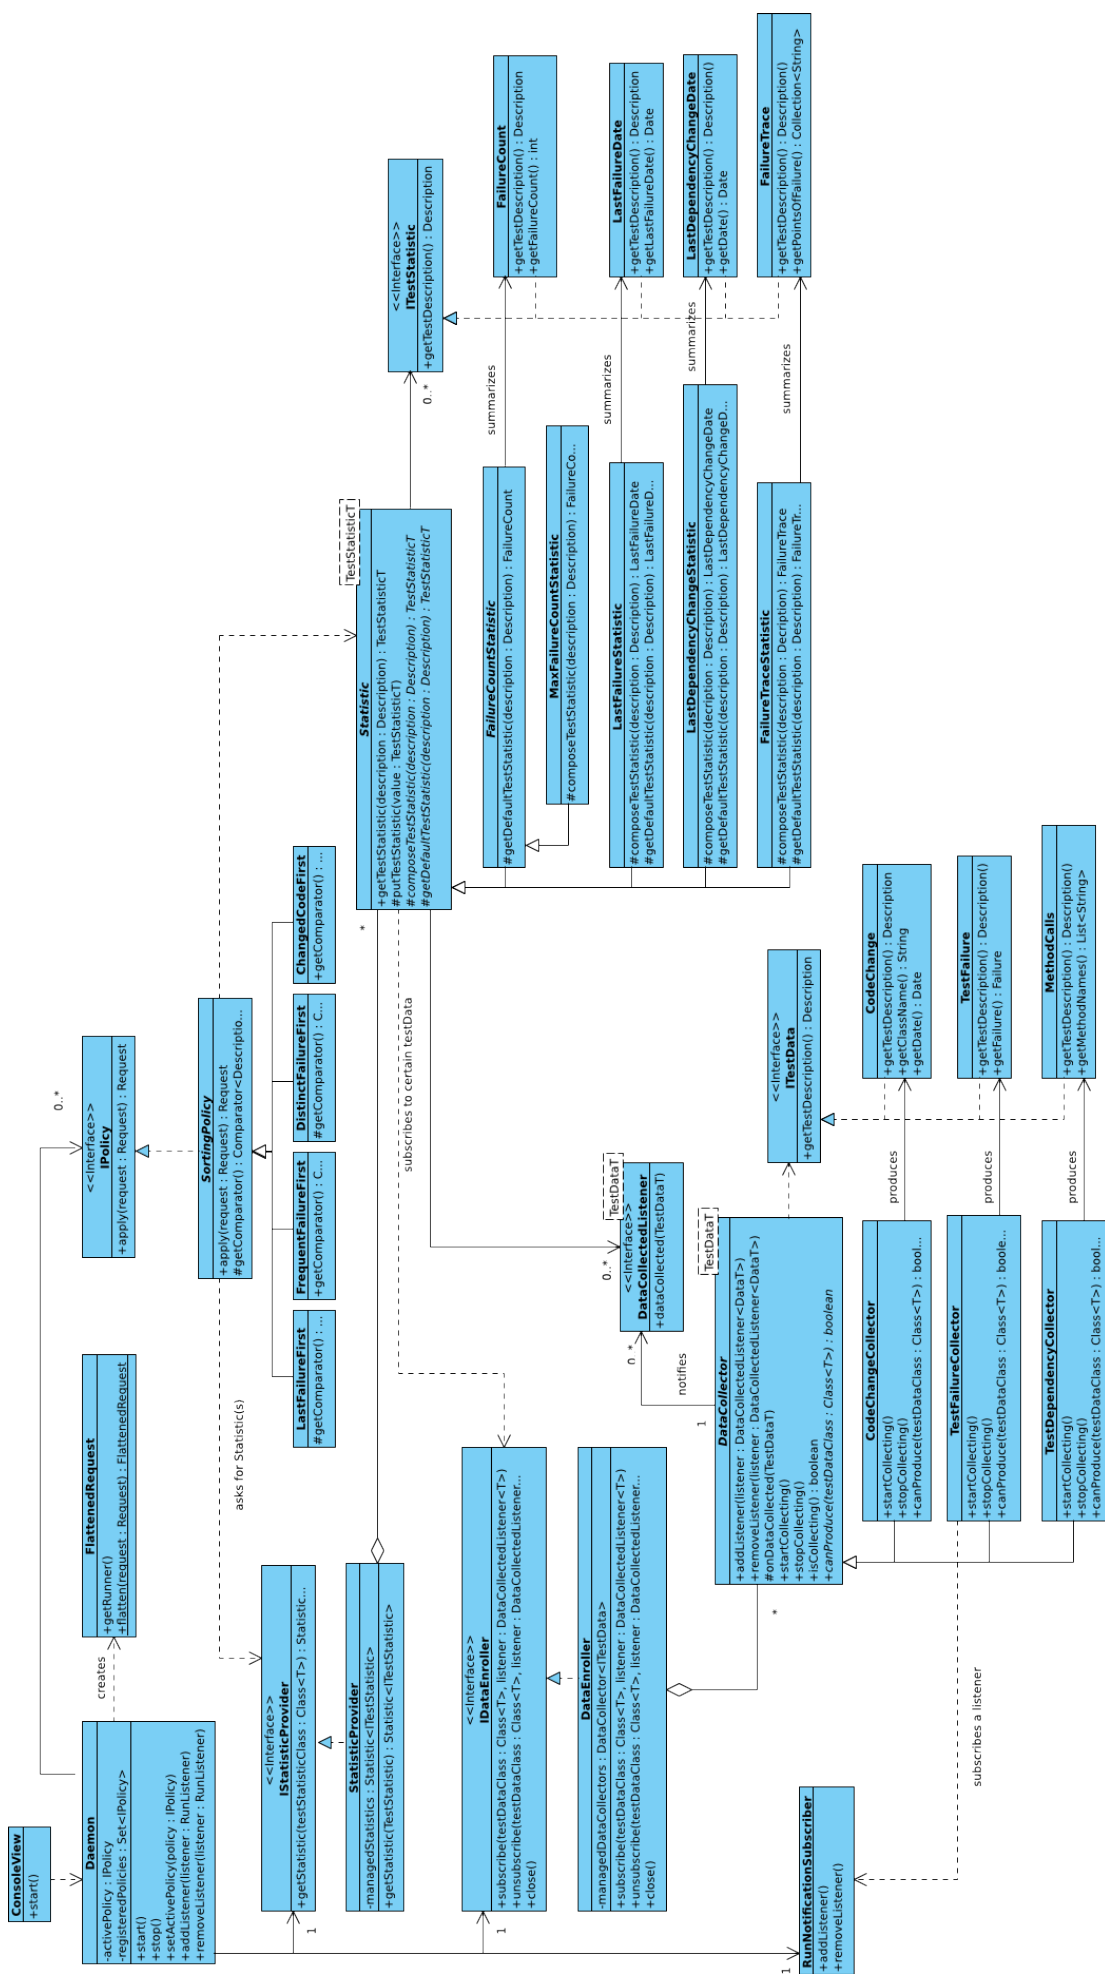 ConsoleView
+start()
Daemon
-activePolicy : IPolicy
-registeredPolicies : Set<IPolicy>
+start()
+stop()
+setActivePolicy(policy : IPolicy)
+addListener(listener : RunListener)
+removeListener(listener : RunListener)
creates
FlattenedRequest
+getRunner()
+flatten(request : Request) : FlattenedRequest
0..*
<<Interface>>
IPolicy
+apply(request : Request) : Request
SortingPolicy
+apply(request : Request) : Request
#getComparator() : Comparator<Descriptio...
asks for Statistic(s)
LastFailureFirst
#getComparator() : ...
FrequentFailureFirst
+getComparator() : C...
DistinctFailureFirst
#getComparator() : C...
ChangedCodeFirst
+getComparator() : ...
1
<<Interface>>
IStatisticProvider
+getStatistic(testStatisticClass : Class<T>) : Statistic...
StatisticProvider
-managedStatistics : Statistic<ITestStatistic>
+getStatistic(TestStatistic) : Statistic<ITestStatistic>
*
TestStatisticT
Statistic
+getTestStatistic(description : Description) : TestStatisticT
#putTestStatistic(value : TestStatisticT)
#composeTestStatistic(description : Description) : TestStatisticT
#getDefaultTestStatistic(description : Description) : TestStatisticT
0..*
<<Interface>>
ITestStatistic
+getTestDescription() : Description
subscribes to certain testData
1
<<Interface>>
IDataEnroller
+subscribe(testDataClass : Class<T>, listener : DataCollectedListener<T>)
+unsubscribe(testDataClass : Class<T>, listener : DataCollectedListener...
+close()
DataEnroller
-managedDataCollectors : DataCollector<ITestData>
+subscribe(testDataClass : Class<T>, listener : DataCollectedListener<T>)
+unsubscribe(testDataClass : Class<T>, listener : DataCollectedListener...
+close()
FailureCountStatistic
#getDefaultTestStatistic(description : Description) : FailureCount
summarizes
FailureCount
+getTestDescription() : Description
+getFailureCount() : int
MaxFailureCountStatistic
#composeTestStatistic(description : Description) : FailureCo...
LastFailureStatistic
#composeTestStatistic(description : Description) : LastFailureDate
#getDefaultTestStatistic(description : Description) : LastFailureD...
summarizes
LastFailureDate
+getTestDescription() : Description
+getLastFailureDate() : Date
LastDependencyChangeStatistic
#composeTestStatistic(decription : Description) : LastDependencyChangeDate
#getDefaultTestStatistic(description : Description) : LastDependencyChangeD...
summarizes
LastDependencyChangeDate
+getTestDescription() : Description()
+getDate() : Date
FailureTraceStatistic
#composeTestStatistic(description : Decription) : FailureTrace
#getDefaultTestStatistic(description : Description) : FailureTr...
summarizes
FailureTrace
+getTestDescription() : Description()
+getPointsOfFailure() : Collection<String>
0..*
TestDataT
<<Interface>>
DataCollectedListener
+dataCollected(TestDataT)
n *
notifies
1
TestDataT
DataCollector
+addListener(listener : DataCollectedListener<DataT>)
+removeListener(listener : DataCollectedListener<DataT>)
#onDataCollected(TestDataT)
+startCollecting()
+stopCollecting()
+isCollecting() : boolean
+canProduce(testDataClass : Class<T>) : boolean
*
<<Interface>>
ITestData
+getTestDescription() : Description
1
RunNotificationSubscriber
+addListener()
+removeListener()
subscribes a listener
CodeChangeCollector
+startCollecting()
+stopCollecting()
+canProduce(testDataClass : Class<T>) : bool...
produces
CodeChange
+getTestDescription() : Description
+getClassName() : String
+getDate() : Date
TestFailureCollector
+startCollecting()
+stopCollecting()
+canProduce(testDataClass : Class<T>) : boole...
produces
TestFailure
+getTestDescription() : Description()
+getFailure() : Failure
TestDependencyCollector
+startCollecting()
+stopCollecting()
+canProduce(testDataClass : Class<T>) : bool...
produces
MethodCalls
+getTestDescription() : Description()
+getMethodNames() : List<String>